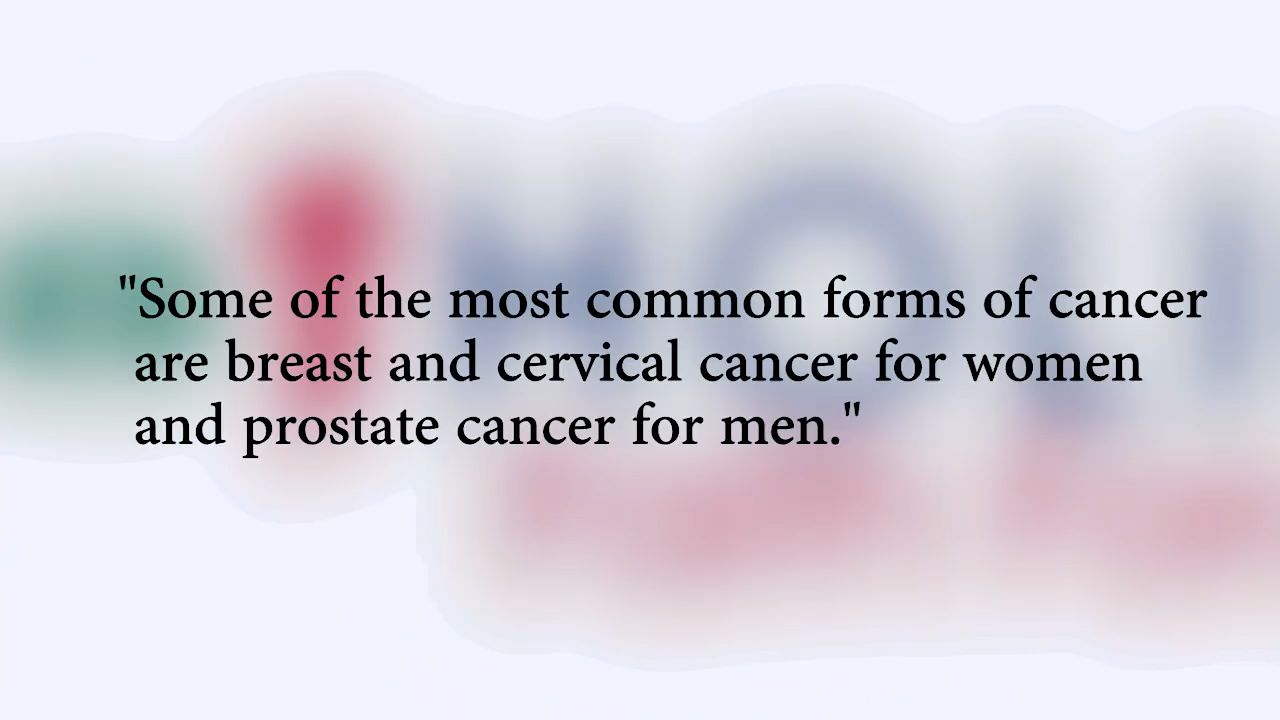 "Some of the most common forms of cancer
are breast and cervical cancer for women
and prostate cancer for men."